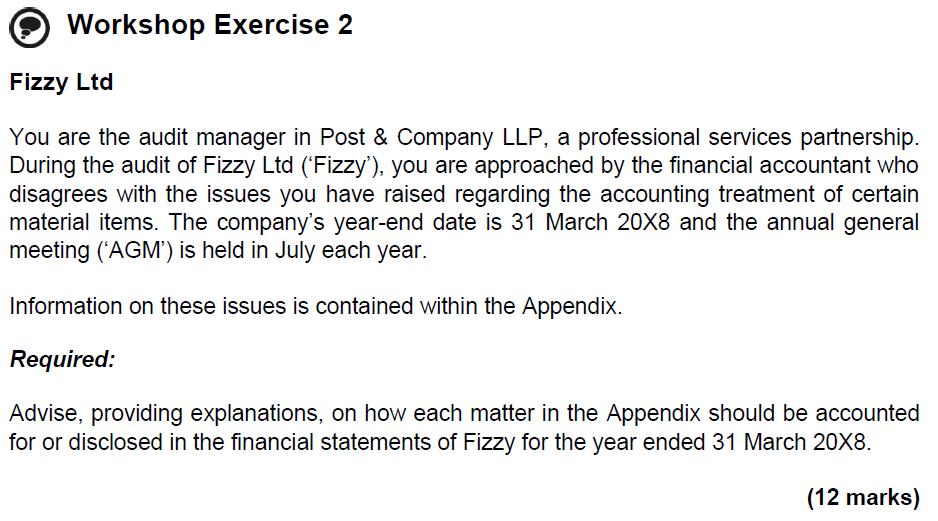 Workshop Exercise 2
Fizzy Ltd
You are the audit manager in Post & Company LLP, a professional services partnership.
During the audit of Fizzy Ltd (‘Fizzy’), you are approached by the financial accountant who
disagrees with the issues you have raised regarding the accounting treatment of certain
material items. The company’s year-end date is 31 March 20X8 and the annual general
meeting (‘AGM’) is held in July each year.
Information on these issues is contained within the Appendix.
Required:
Advise, providing explanations, on how each matter in the Appendix should be accounted
for or disclosed in the financial statements of Fizzy for the year ended 31 March 20X8.
(12 marks)